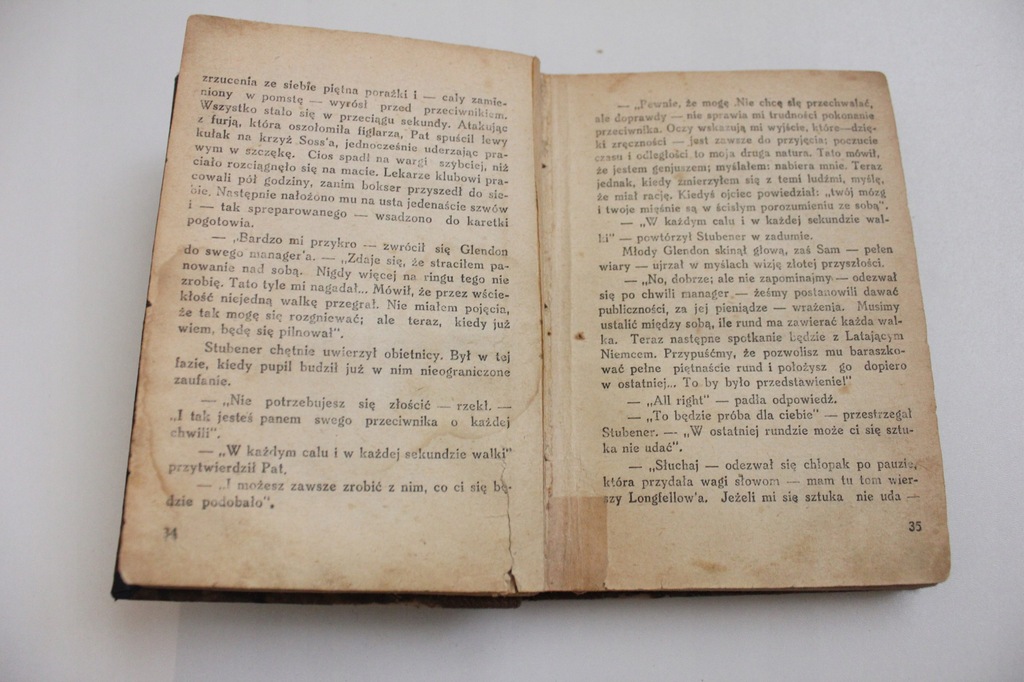 zrzucenia ze siebie piętna porażki i — cały zamie-
niony w pomstę — wyrósł przed przeciwnikiem.
Wszystko stało się w przeciągu sekundy. Atakując
z furją, która oszołomiła figlarza, Pat spuścił lewy
kułak na krzyż Soss'a, jednocześnie uderzając pra-
wym w szczękę. Cios spadł na wargi szybciej, niż
ciało rozciągnęło się na macie. Lekarze klubowi pra-
cowali pół godziny, zanim bokser przyszedł do sie-
bie. Następnie nałożono mu na usta jedenaście szwów
i — tak spreparowanego — wsadzono do karetki
pogotowia.
— „Bardzo mi przykro — zwrócił się Glendon
do swego manager'a. — „Zdaje się, że straciłem pa-
nowanie nad sobą. Nigdy więcej na ringu tego nie
zrobię. Tato tyle mi nagadał... Mówił, że przez wście-
kłość niejedną walkę przegrał. Nie miałem pojęcia,
że tak mogę się rozgniewać; ale teraz, kiedy już
wiem, będę się pilnował".
Stubener chętnie uwierzył obietnicy. Był w tej
fazie, kiedy pupil budził już w nim nieograniczone
zaufanie.
— „Nie potrzebujesz się złościć — rzekł. —
„I tak jesteś panem swego przeciwnika o każdej
chwili".
— „W każdym calu i w każdej sekundzie walki"
przytwierdził Pat.
— „I możesz zawsze zrobić z nim, co ci się bę-
dzie podobało".
34
— „Pewnie, że mogę. Nie chcę się przechwalać,
ale doprawdy — nie sprawia mi trudności pokonanie
przeciwnika. Oczy wskazują mi wyjście, które—dzię-
ki zręczności — jest zawsze do przyjęcia; poczucie
czasu i odległości to moja druga natura. Tato mówił,
że jestem genjuszem; myślałem: nabiera mnie. Teraz
jednak, kiedy zmierzyłem się z temi ludźmi, myślę,
że miał rację. Kiedyś ojciec powiedział: „twój mózg
i twoje mięśnie są w ścisłym porozumieniu ze sobą".
— „W każdym calu i w każdej sekundzie wal-
ki" — powtórzył Stubener w zadumie.
Młody Glendon skinął głową, zaś Sam — pełen
wiary — ujrzał w myślach wizję złotej przyszłości.
— „No, dobrze; ale nie zapominajmy — odezwał
się po chwili manager — żeśmy postanowili dawać
publiczności, za jej pieniądze — wrażenia. Musimy
ustalić między sobą, ile rund ma zawierać każda wal-
ka. Teraz następne spotkanie będzie z Latającym
Niemcem. Przypuśćmy, że pozwolisz mu baraszko-
wać pełne piętnaście rund i położysz go dopiero
w ostatniej... To by było przedstawienie!"
— „All right" — padła odpowiedź.
— „To będzie próba dla ciebie" — przestrzegał
Stubener. — „W ostatniej rundzie może ci się sztu-
ka nie udać".
— „Słuchaj — odezwał się chłopak po pauzie,
która przydała wagi słowom — mam tu tom wier-
szy Longfellow'a. Jeżeli mi się sztuka nie uda —
35